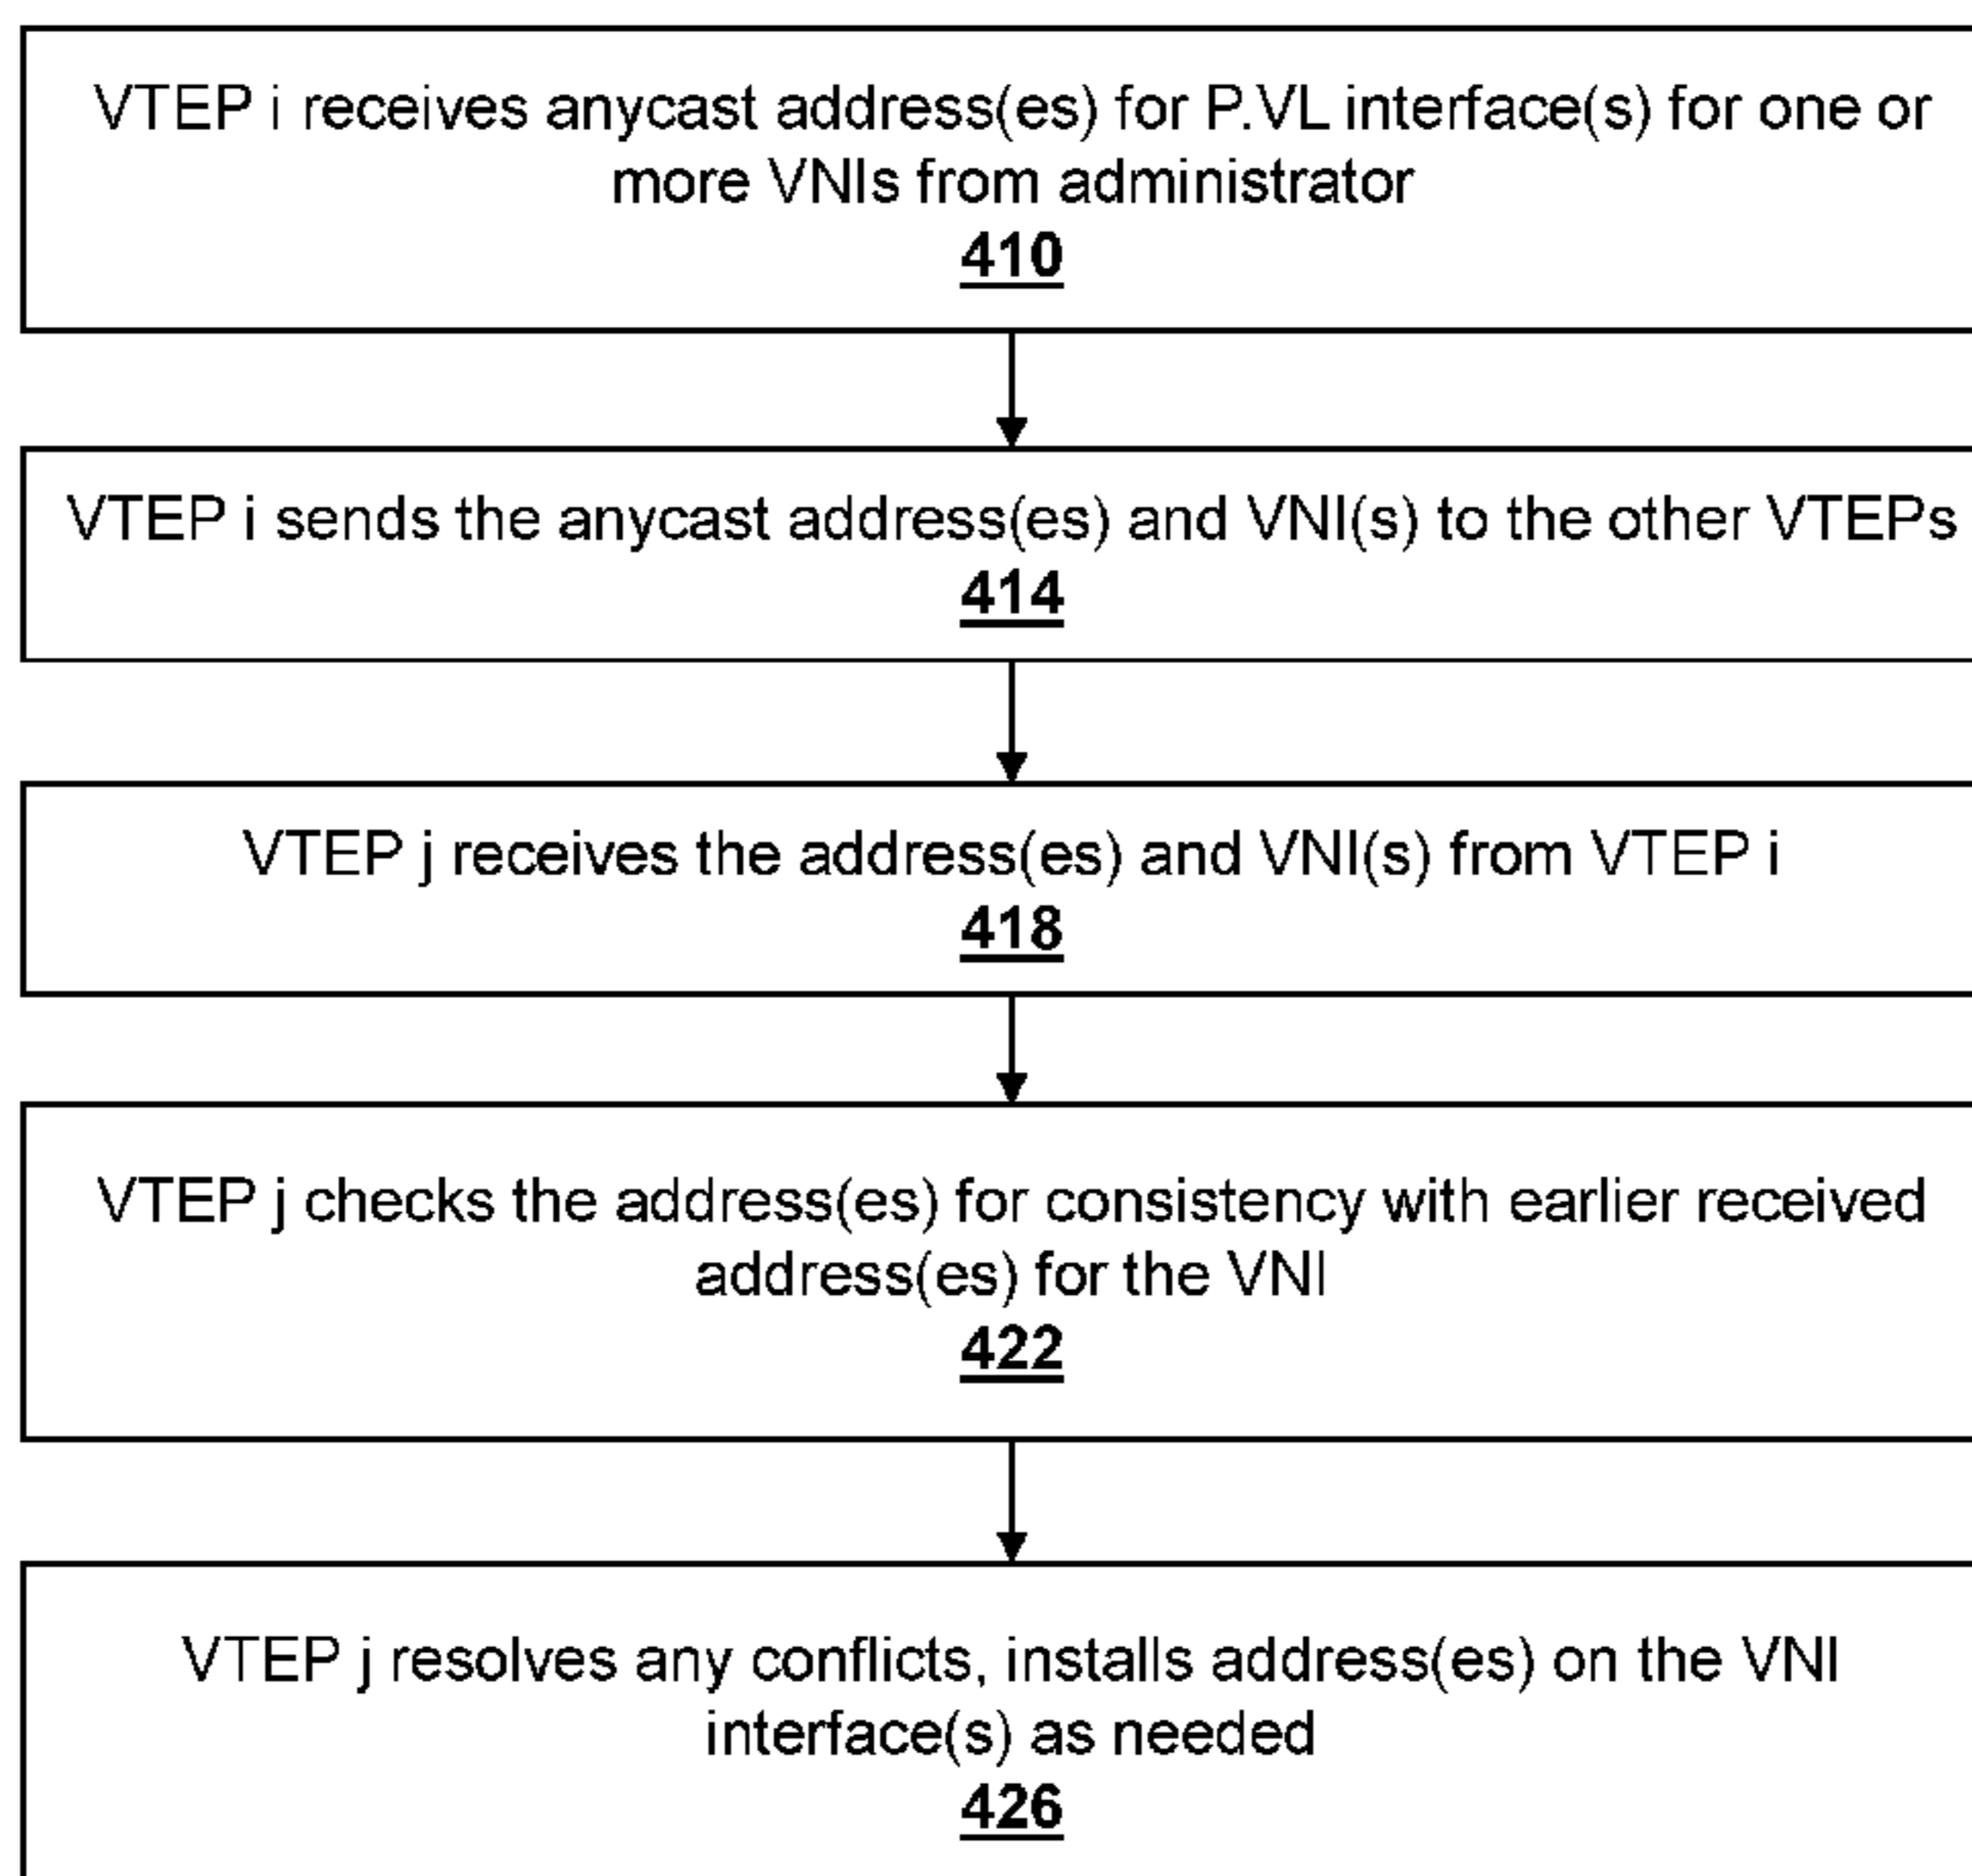 VTEP i receives anycast address(es) for P.VL interface(s) for one or
more VNIs from administrator
410
VTEP i sends the anycast address(es) and VNI(s) to the other VTEPs
414
VTEP j receives the address(es) and VNI(s) from VTEP i
418
VTEP j checks the address(es) for consistency with earlier received
address(es) for the VNI
422
VTEP j resolves any conflicts, installs address(es) on the VNI
interface(s) as needed
426